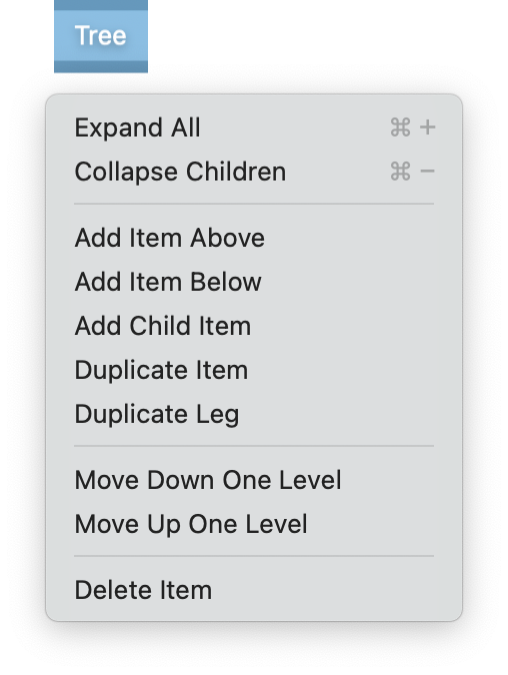 Tree
Expand All ⌘ +
Collapse Children ⌘ −
Add Item Above
Add Item Below
Add Child Item
Duplicate Item
Duplicate Leg
Move Down One Level
Move Up One Level
Delete Item